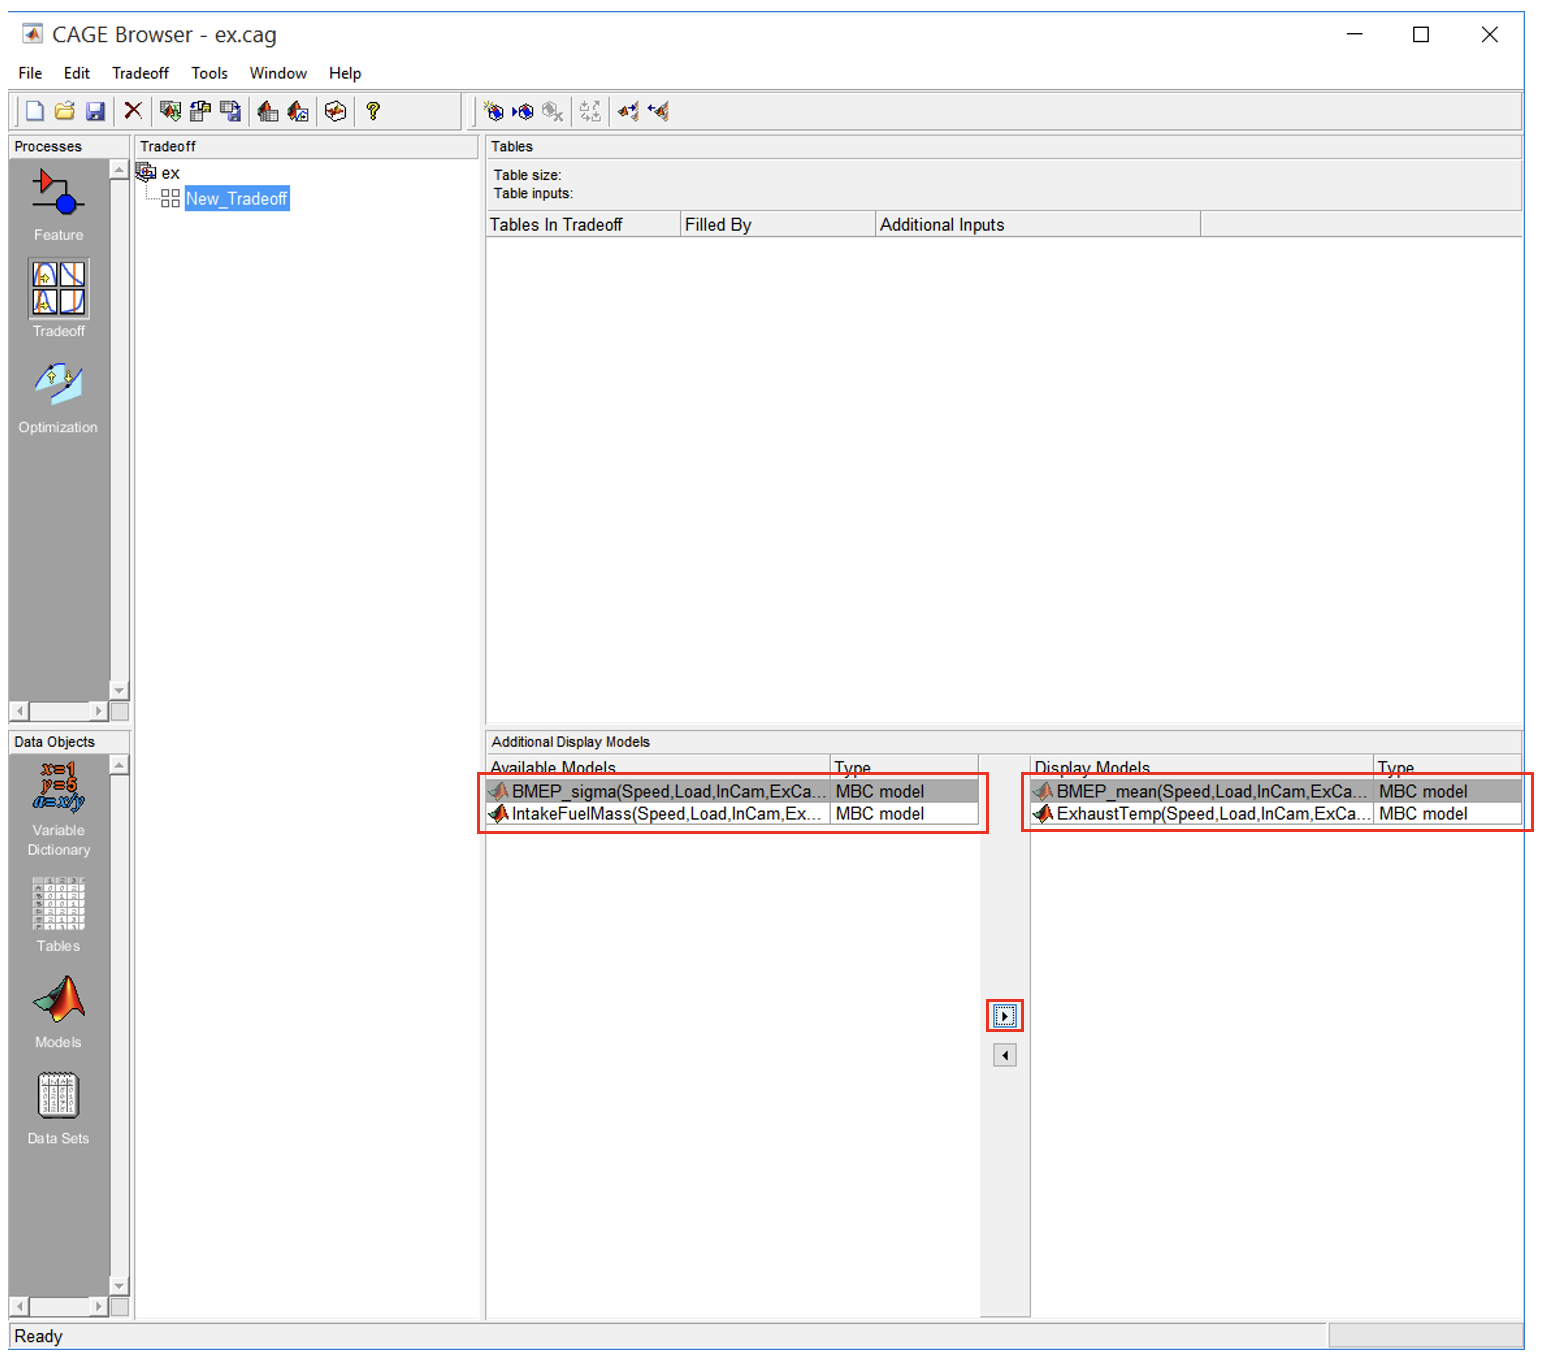 CAGE Browser - ex.cag
File Edit Tradeoff Tools Window Help
Processes
Feature
Tradeoff
Optimization
Tradeoff
ex
New_Tradeoff
Tables
Table size:
Table inputs:
Tables In Tradeoff Filled By Additional Inputs
Data Objects
x=1
y=5
a=x/y
Variable
Dictionary
Tables
Models
Data Sets
Additional Display Models
Available Models Type
BMEP_sigma(Speed,Load,InCam,ExCa... MBC model
IntakeFuelMass(Speed,Load,InCam,Ex... MBC model
Display Models Type
BMEP_mean(Speed,Load,InCam,ExCa... MBC model
ExhaustTemp(Speed,Load,InCam,ExCa... MBC model
Ready